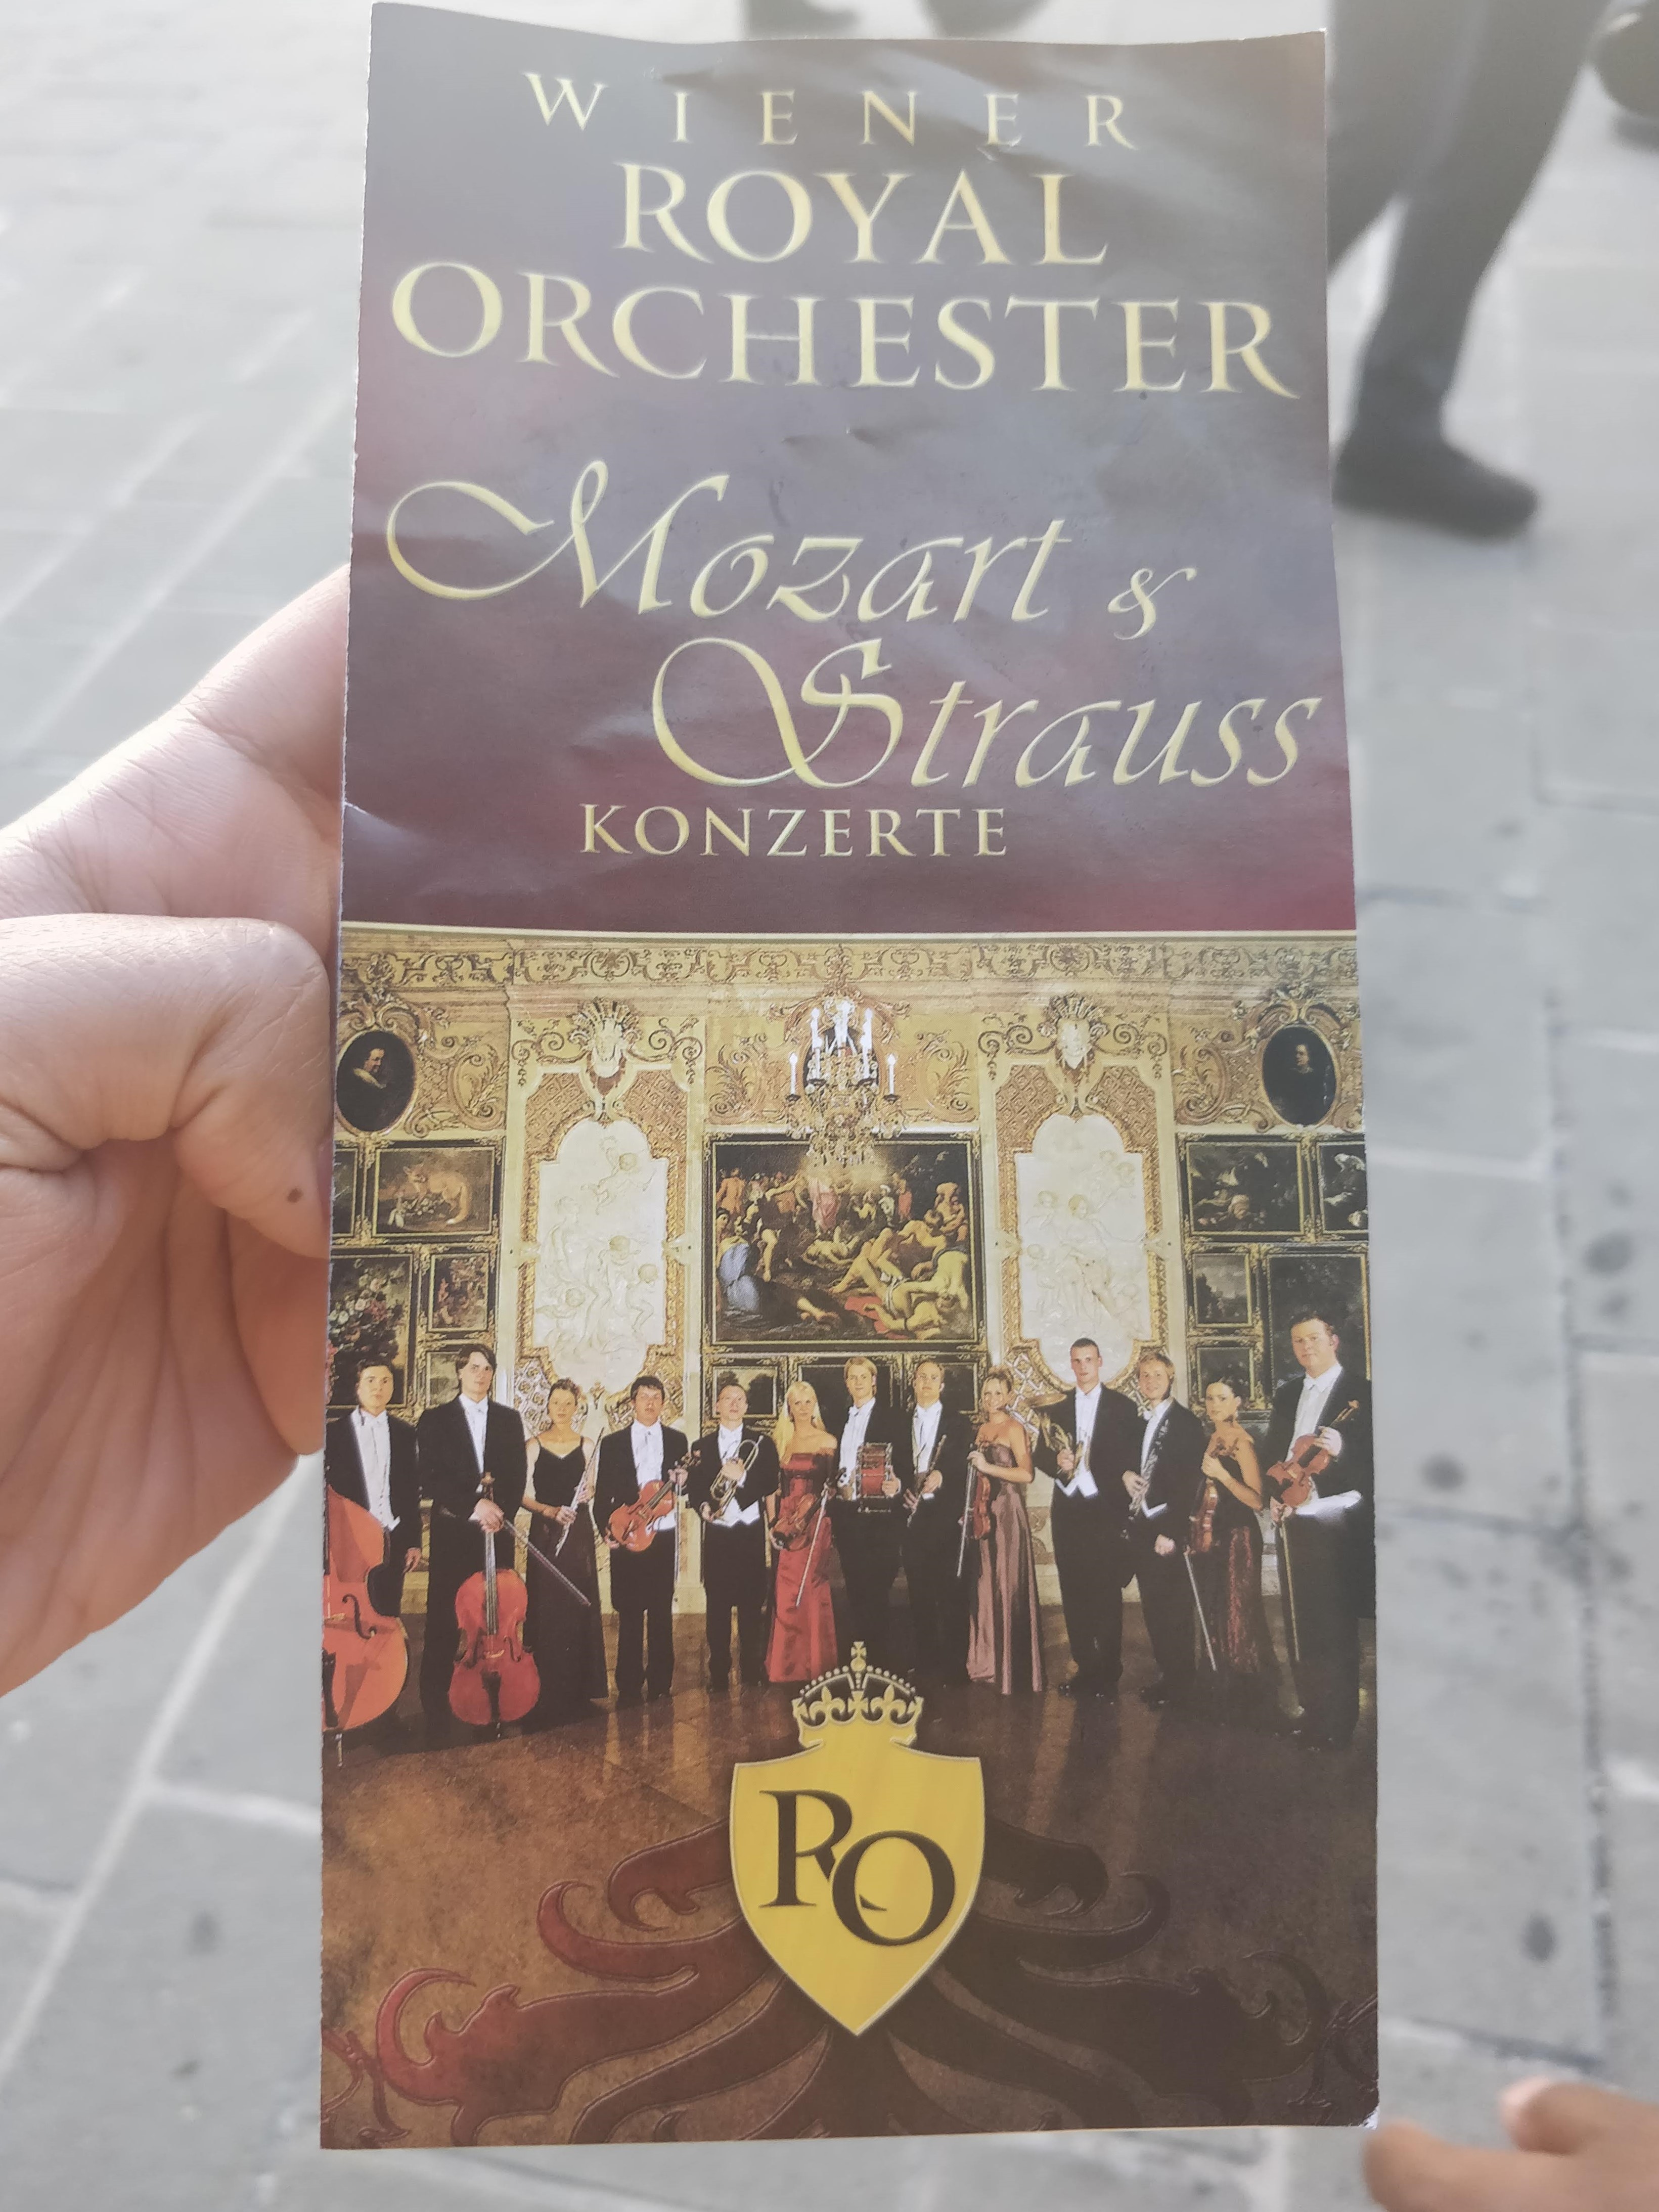 WIENER
ROYAL
ORCHESTER
Mozart &
Strauss
KONZERTE
RO